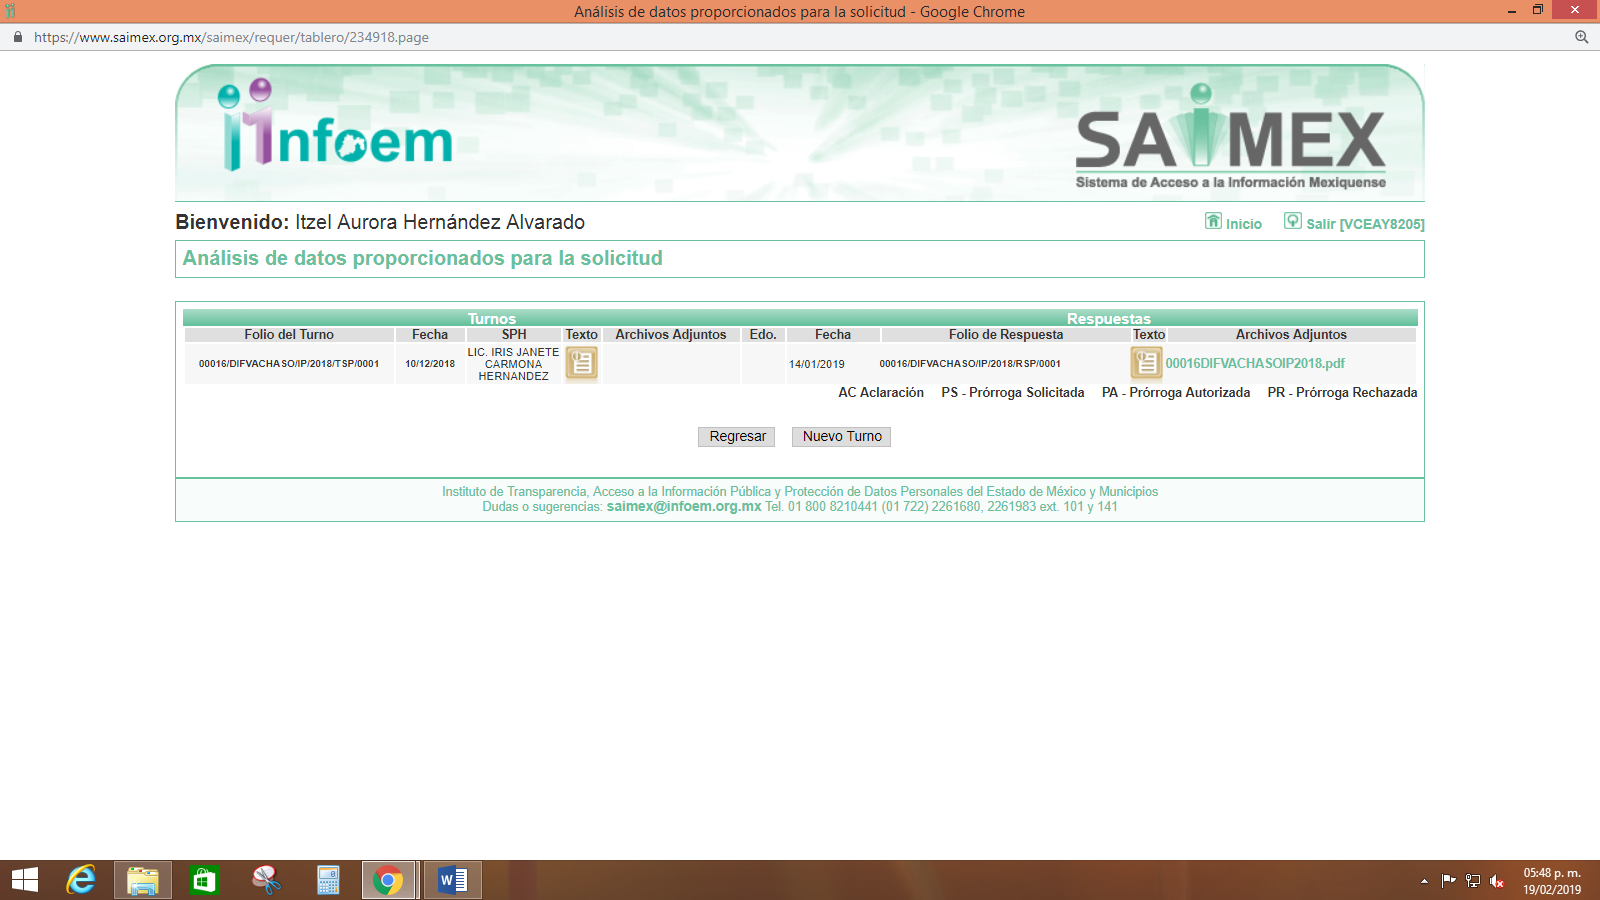 Análisis de datos proporcionados para la solicitud - Google Chrome
https://www.saimex.org.mx/saimex/requer/tablero/234918.page
infoem
SAIMEX
Sistema de Acceso a la Información Mexiquense
Bienvenido: Itzel Aurora Hernández Alvarado
Inicio Salir [VCEAY8205]
Análisis de datos proporcionados para la solicitud
Turnos Respuestas
Folio del Turno Fecha SPH Texto Archivos Adjuntos Edo. Fecha Folio de Respuesta Texto Archivos Adjuntos
00016/DIFVACHASO/IP/2018/TSP/0001 10/12/2018 LIC. IRIS JANETE
CARMONA
HERNANDEZ
14/01/2019 00016/DIFVACHASO/IP/2018/RSP/0001 00016DIFVACHASOIP2018.pdf
AC Aclaración PS - Prórroga Solicitada PA - Prórroga Autorizada PR - Prórroga Rechazada
Regresar Nuevo Turno
Instituto de Transparencia, Acceso a la Información Pública y Protección de Datos Personales del Estado de México y Municipios
Dudas o sugerencias: saimex@infoem.org.mx Tel. 01 800 8210441 (01 722) 2261680, 2261983 ext. 101 y 141
05:48 p. m.
19/02/2019